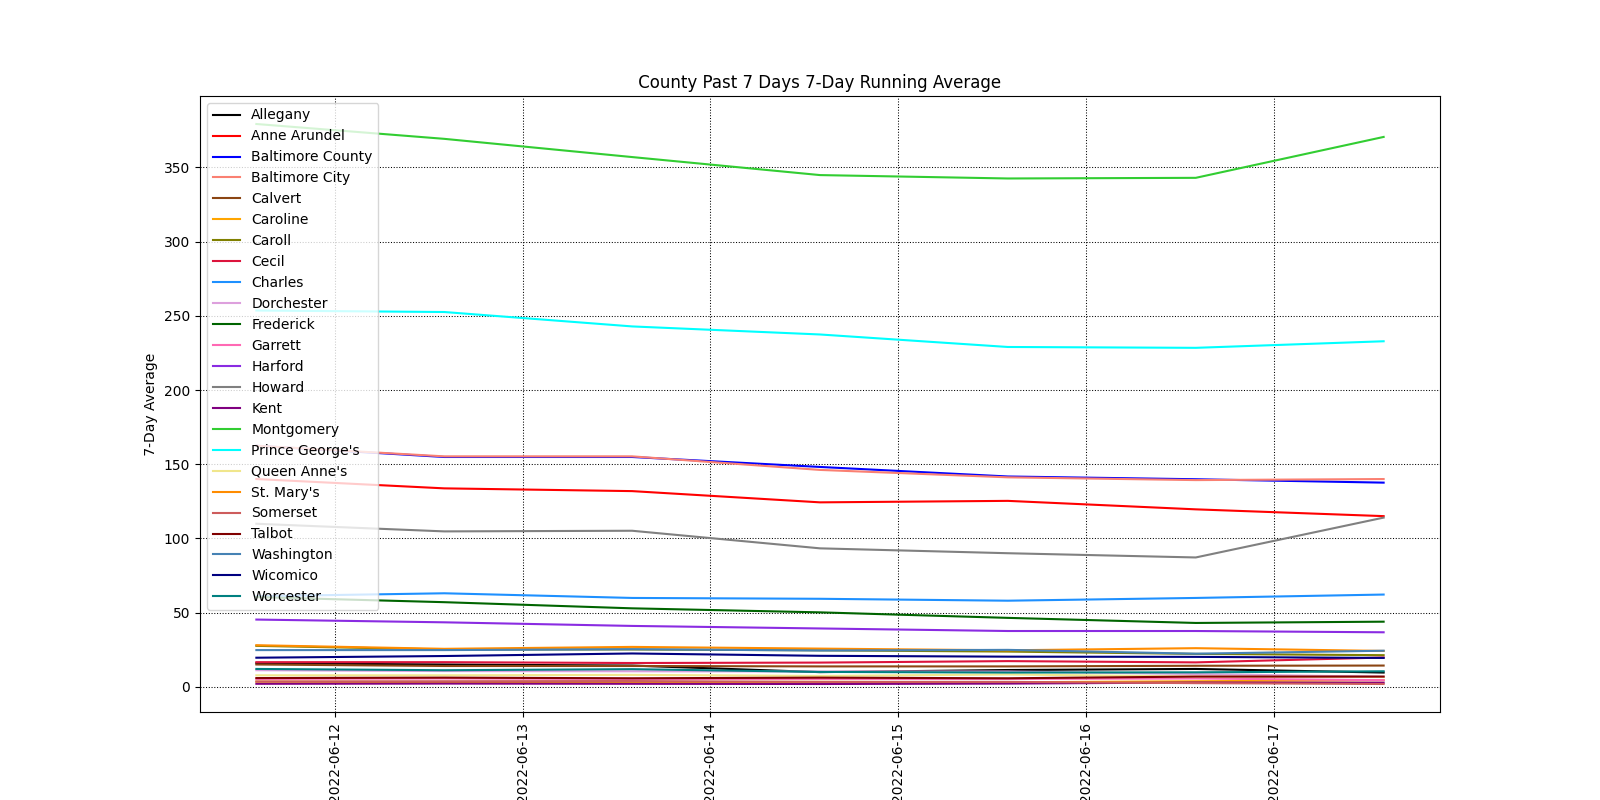 County Past 7 Days 7-Day Running Average
Allegany
Anne Arundel
Baltimore County
Baltimore City
Calvert
Caroline
Caroll
Cecil
Charles
Dorchester
Frederick
Garrett
Harford
Howard
Kent
Montgomery
Prince George's
Queen Anne's
St. Mary's
Somerset
Talbot
Washington
Wicomico
Worcester
7-Day Average
350
300
250
200
150
100
50
0
2022-06-12
2022-06-13
2022-06-14
2022-06-15
2022-06-16
2022-06-17